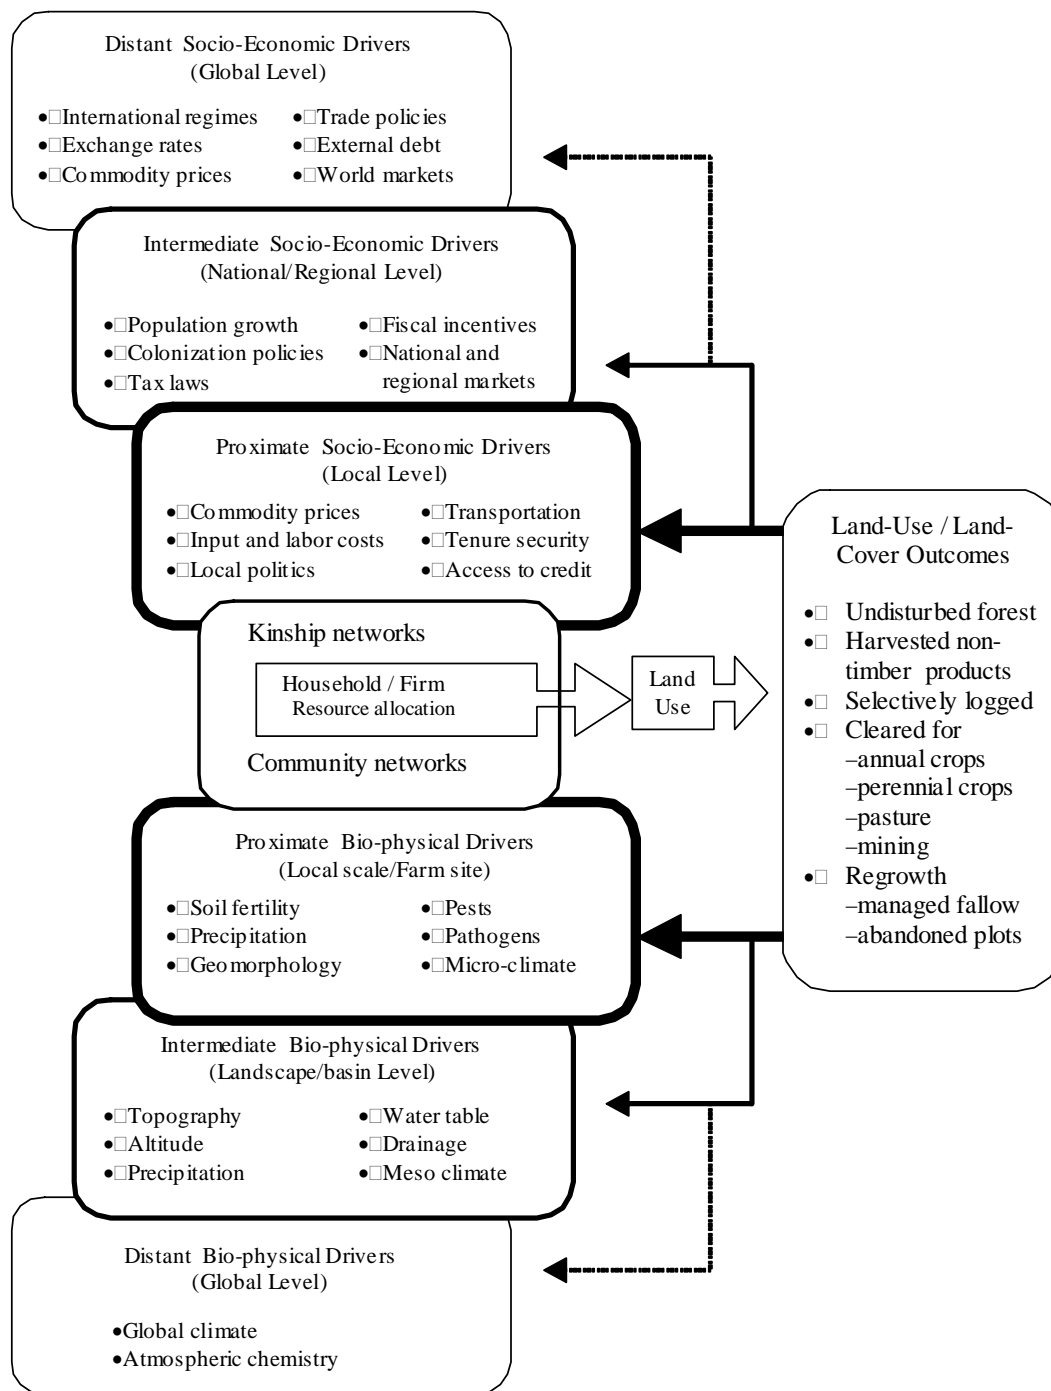 Distant Socio-Economic Drivers
(Global Level)
•□International regimes
•□Exchange rates
•□Commodity prices
•□Trade policies
•□External debt
•□World markets
Intermediate Socio-Economic Drivers
(National/Regional Level)
•□Population growth
•□Colonization policies
•□Tax laws
•□Fiscal incentives
•□National and
regional markets
Proximate Socio-Economic Drivers
(Local Level)
•□Commodity prices
•□Input and labor costs
•□Local politics
•□Transportation
•□Tenure security
•□Access to credit
Kinship networks
Household / Firm
Resource allocation
Community networks
Land
Use
Proximate Bio-physical Drivers
(Local scale/Farm site)
•□Soil fertility
•□Precipitation
•□Geomorphology
•□Pests
•□Pathogens
•□Micro-climate
Intermediate Bio-physical Drivers
(Landscape/basin Level)
•□Topography
•□Altitude
•□Precipitation
•□Water table
•□Drainage
•□Meso climate
Distant Bio-physical Drivers
(Global Level)
•Global climate
•Atmospheric chemistry
Land-Use / Land-
Cover Outcomes
•□ Undisturbed forest
•□ Harvested non-
timber products
•□ Selectively logged
•□ Cleared for
–annual crops
–perennial crops
–pasture
–mining
•□ Regrowth
–managed fallow
–abandoned plots